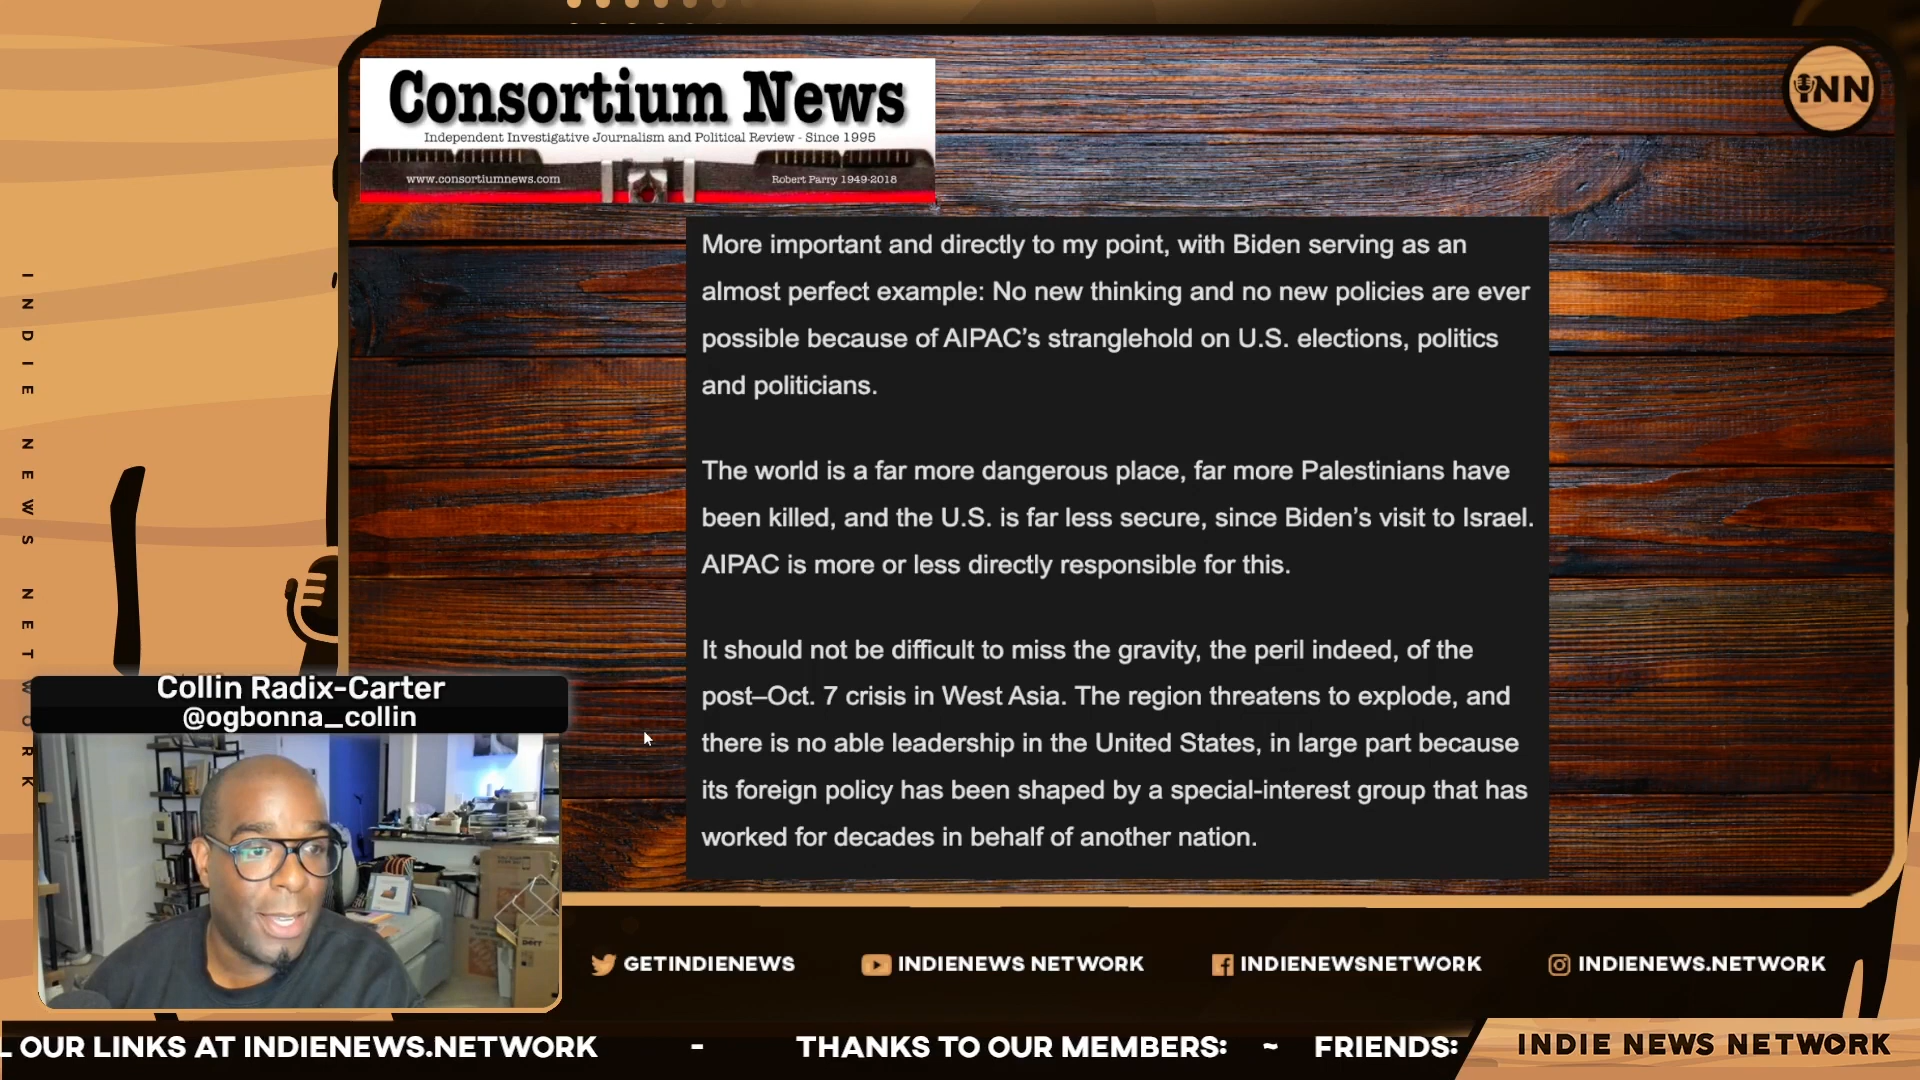 Consortium News
Independent Investigative Journalism and Political Review - Since 1995
www.consortiumnews.com
Robert Parry 1949-2018
iNN
More important and directly to my point, with Biden serving as an
almost perfect example: No new thinking and no new policies are ever
possible because of AIPAC’s stranglehold on U.S. elections, politics
and politicians.
The world is a far more dangerous place, far more Palestinians have
been killed, and the U.S. is far less secure, since Biden’s visit to Israel.
AIPAC is more or less directly responsible for this.
It should not be difficult to miss the gravity, the peril indeed, of the
post–Oct. 7 crisis in West Asia. The region threatens to explode, and
there is no able leadership in the United States, in large part because
its foreign policy has been shaped by a special-interest group that has
worked for decades in behalf of another nation.
INDIE NEWS NETWORK
Collin Radix-Carter
@ogbonna_collin
GETINDIENEWS
INDIENEWS NETWORK
INDIENEWSNETWORK
INDIENEWS.NETWORK
L OUR LINKS AT INDIENEWS.NETWORK - THANKS TO OUR MEMBERS: ~ FRIENDS:
INDIE NEWS NETWORK